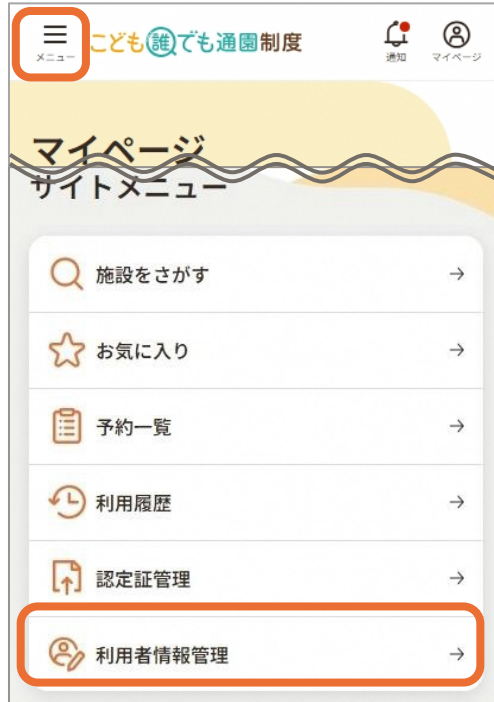 メニュー
こども誰でも通園制度
通知
マイページ
マイページ
サイトメニュー
施設をさがす
お気に入り
予約一覧
利用履歴
認定証管理
利用者情報管理